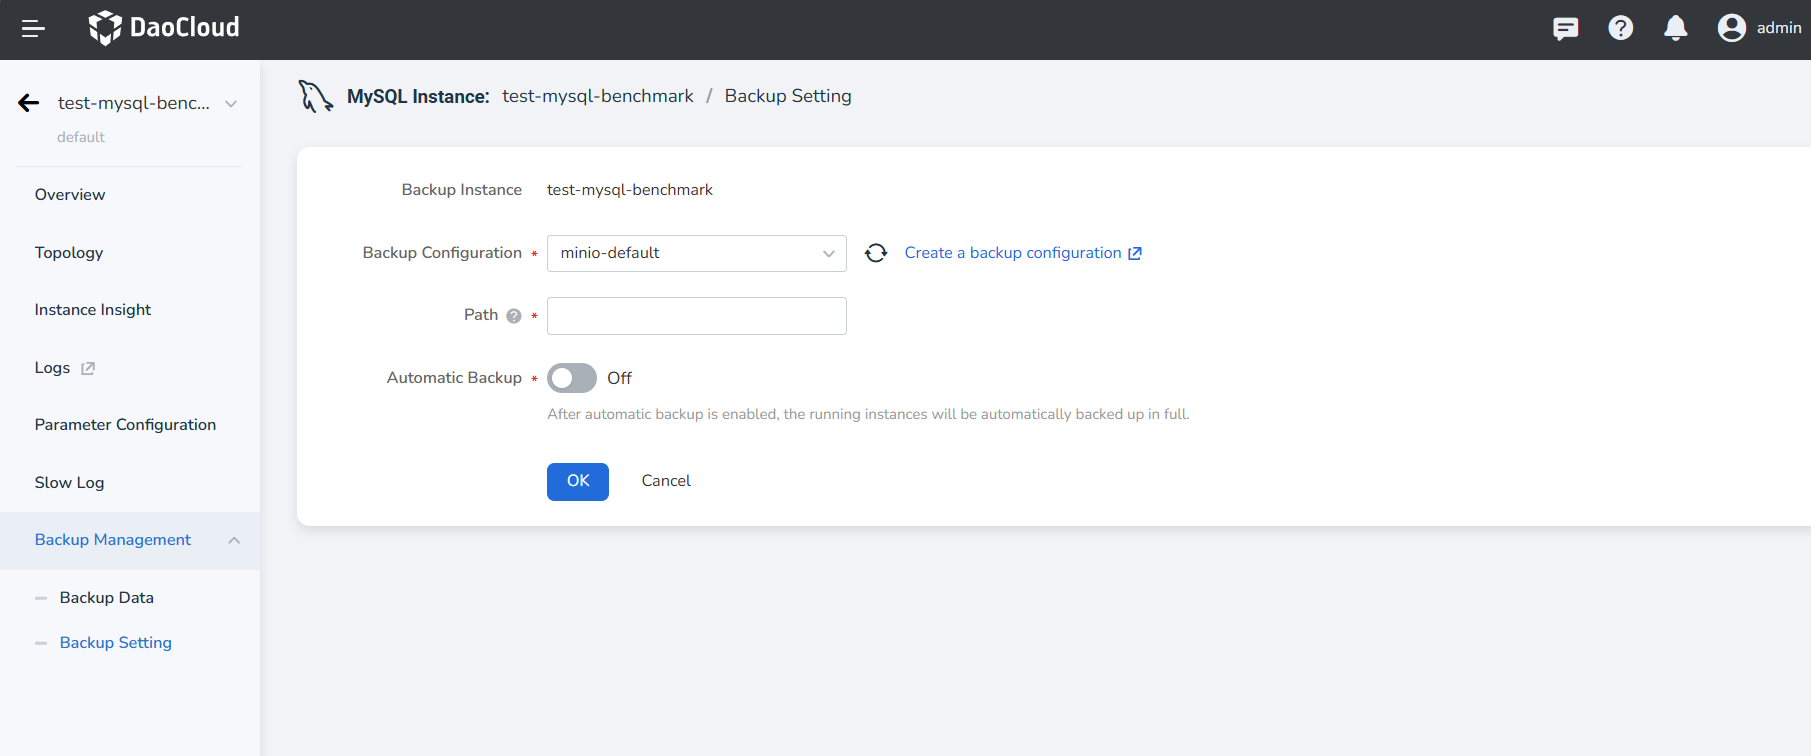 DaoCloud
admin
test-mysql-benc...
default
Overview
Topology
Instance Insight
Logs
Parameter Configuration
Slow Log
Backup Management
Backup Data
Backup Setting
MySQL Instance: test-mysql-benchmark / Backup Setting
Backup Instance test-mysql-benchmark
Backup Configuration * minio-default Create a backup configuration
Path ? *
Automatic Backup * Off
After automatic backup is enabled, the running instances will be automatically backed up in full.
OK Cancel